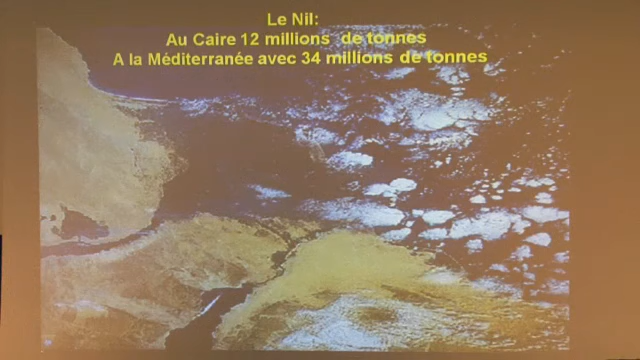 Le Nil:
Au Caire 12 millions de tonnes
A la Méditerranée avec 34 millions de tonnes